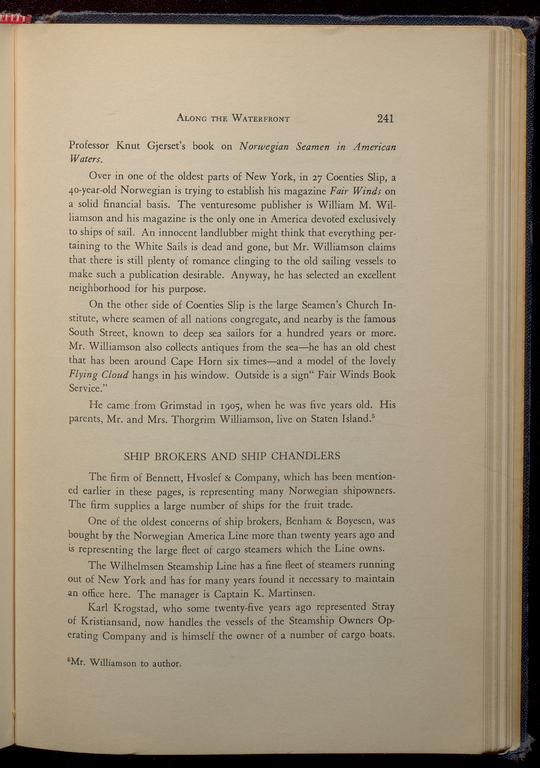 Along the Waterfront 241
Professor Knut Gjerset's book on Norwegian Seamen in American
Waters.
Over in one of the oldest parts of New York, in 27 Coenties Slip, a
40-year-old Norwegian is trying to establish his magazine Fair Winds on
a solid financial basis. The venturesome publisher is William M. Wil-
liamson and his magazine is the only one in America devoted exclusively
to ships of sail. An innocent landlubber might think that everything per-
taining to the White Sails is dead and gone, but Mr. Williamson claims
that there is still plenty of romance clinging to the old sailing vessels to
make such a publication desirable. Anyway, he has selected an excellent
neighborhood for his purpose.
On the other side of Coenties Slip is the large Seamen's Church In-
stitute, where seamen of all nations congregate, and nearby is the famous
South Street, known to deep sea sailors for a hundred years or more.
Mr. Williamson also collects antiques from the sea—he has an old chest
that has been around Cape Horn six times—and a model of the lovely
Flying Cloud hangs in his window. Outside is a sign“ Fair Winds Book
Service.”
He came from Grimstad in 1905, when he was five years old. His
parents, Mr. and Mrs. Thorgrim Williamson, live on Staten Island.⁵
SHIP BROKERS AND SHIP CHANDLERS
The firm of Bennett, Hvoslef & Company, which has been mention-
ed earlier in these pages, is representing many Norwegian shipowners.
The firm supplies a large number of ships for the fruit trade.
One of the oldest concerns of ship brokers, Benham & Boyesen, was
bought by the Norwegian America Line more than twenty years ago and
is representing the large fleet of cargo steamers which the Line owns.
The Wilhelmsen Steamship Line has a fine fleet of steamers running
out of New York and has for many years found it necessary to maintain
an office here. The manager is Captain K. Martinsen.
Karl Krogstad, who some twenty-five years ago represented Stray
of Kristiansand, now handles the vessels of the Steamship Owners Op-
erating Company and is himself the owner of a number of cargo boats.
⁵Mr. Williamson to author.